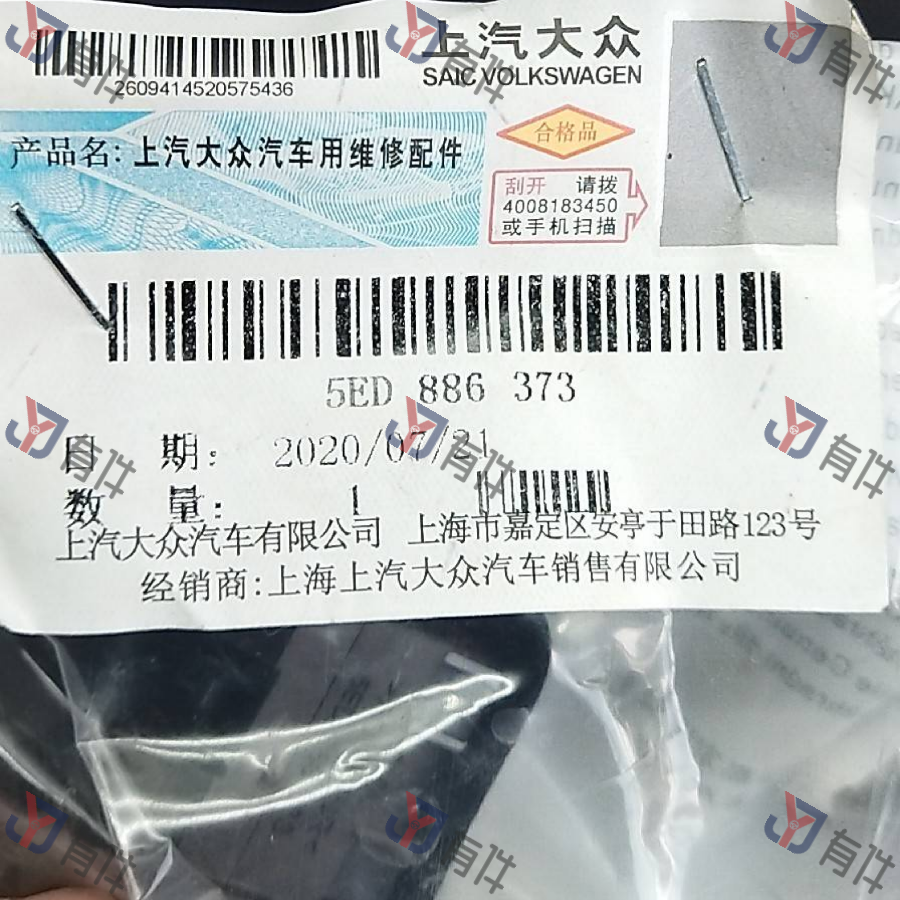 上汽大众
SAIC VOLKSWAGEN
2609414520575436
产品名: 上汽大众汽车用维修配件
合格品
刮开 请拨
4008183450
或手机扫描
5ED 886 373
日 期: 2020/07/21
数 量: 1
上汽大众汽车有限公司 上海市嘉定区安亭于田路123号
经销商:上海上汽大众汽车销售有限公司
有件
有件
有件
有件
有件
有件
有件
有件
有件